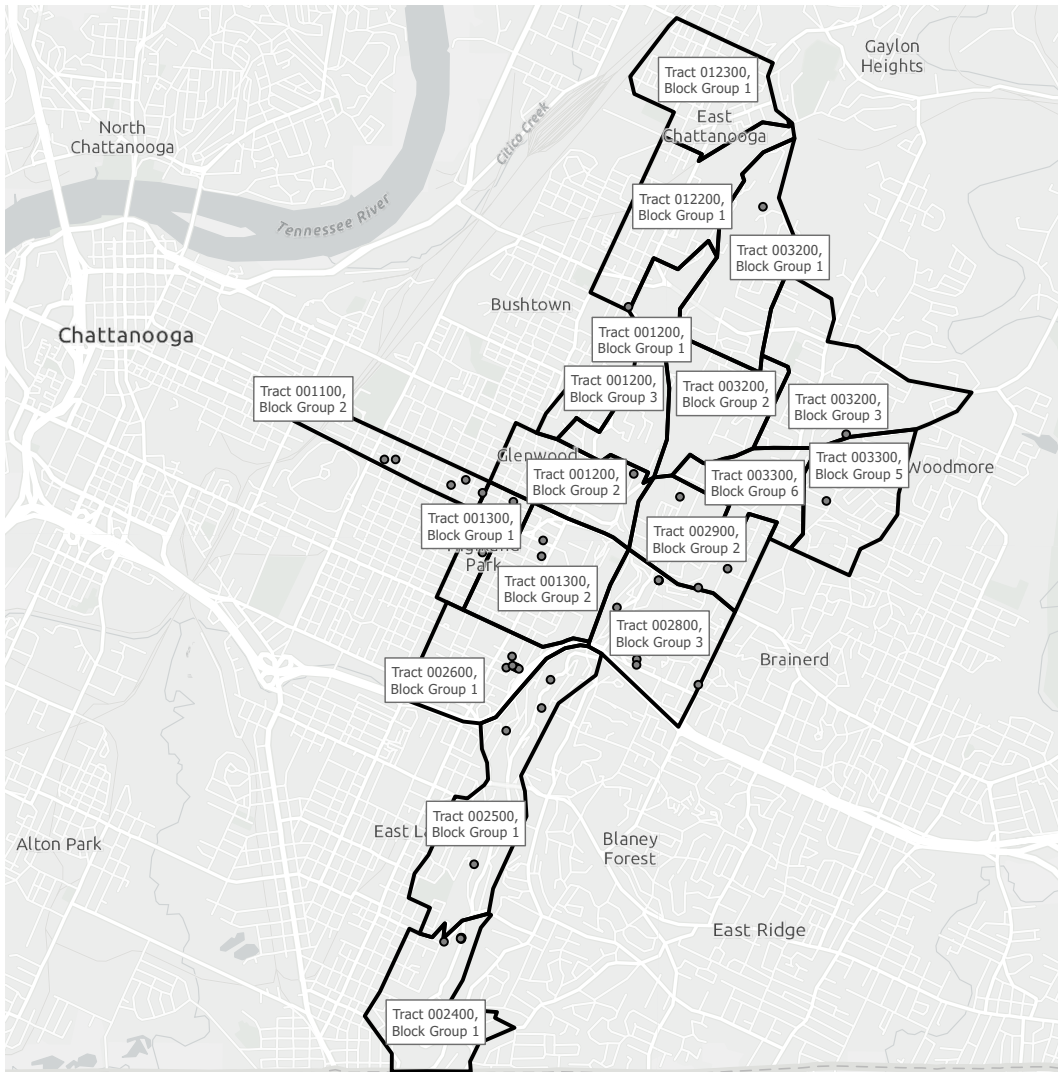 Gaylon
Heights
Tract 012300,
Block Group 1
East
Chattanooga
North
Chattanooga
Citico Creek
Tennessee River
Tract 012200,
Block Group 1
Tract 003200,
Block Group 1
Bushtown
Chattanooga
Tract 001200,
Block Group 1
Tract 001200,
Block Group 3
Tract 003200,
Block Group 2
Tract 003200,
Block Group 3
Tract 001100,
Block Group 2
Glenwood
Tract 001200,
Block Group 2
Tract 003300,
Block Group 6
Tract 003300,
Block Group 5
Woodmore
Tract 001300,
Block Group 1
Park
Tract 002900,
Block Group 2
Tract 001300,
Block Group 2
Tract 002800,
Block Group 3
Brainerd
Tract 002600,
Block Group 1
Tract 002500,
Block Group 1
East
Alton Park
Blaney
Forest
East Ridge
Tract 002400,
Block Group 1